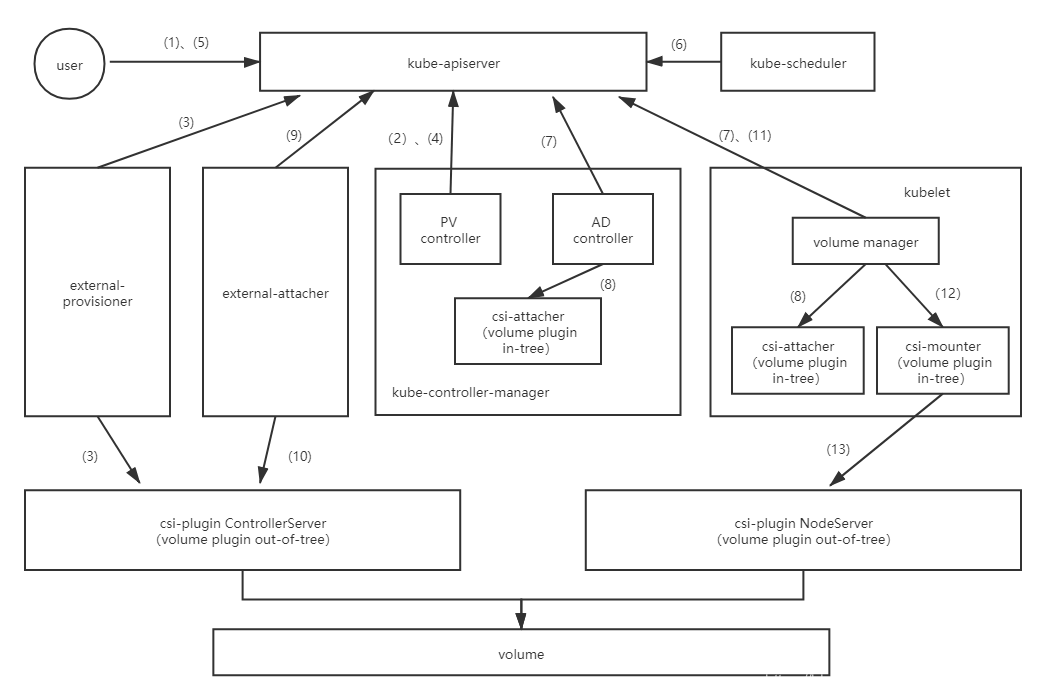 (1)、(5)
(6)
user
kube-apiserver
kube-scheduler
(3)
(9)
(2) 、(4)
(7)
(7)、(11)
kubelet
PV
controller
AD
controller
volume manager
external-
provisioner
external-attacher
(8)
(8)
(12)
csi-attacher
(volume plugin
in-tree)
csi-attacher
(volume plugin
in-tree)
csi-mounter
(volume plugin
in-tree)
kube-controller-manager
(3)
(10)
(13)
csi-plugin ControllerServer
(volume plugin out-of-tree)
csi-plugin NodeServer
(volume plugin out-of-tree)
volume